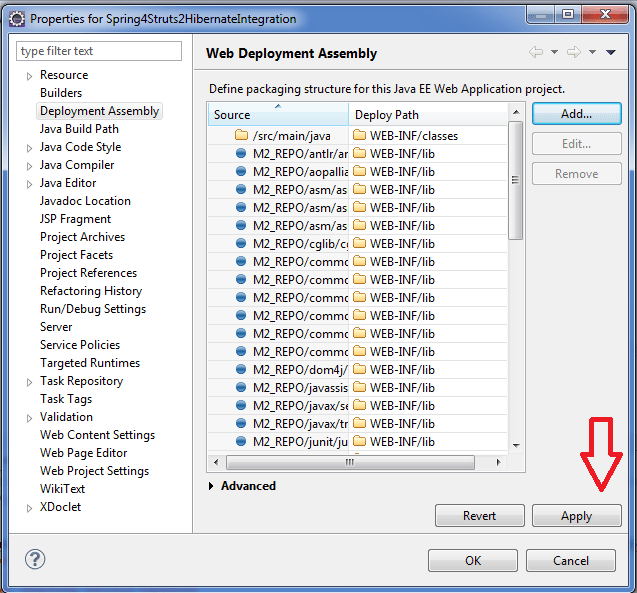 Properties for Spring4Struts2HibernateIntegration
type filter text
Resource
Builders
Deployment Assembly
Java Build Path
Java Code Style
Java Compiler
Java Editor
Javadoc Location
JSP Fragment
Project Archives
Project Facets
Project References
Refactoring History
Run/Debug Settings
Server
Service Policies
Targeted Runtimes
Task Repository
Task Tags
Validation
Web Content Settings
Web Page Editor
Web Project Settings
WikiText
XDoclet
Web Deployment Assembly
Define packaging structure for this Java EE Web Application project.
Source Deploy Path
/src/main/java WEB-INF/classes
M2_REPO/antlr/an WEB-INF/lib
M2_REPO/aopallia WEB-INF/lib
M2_REPO/asm/as WEB-INF/lib
M2_REPO/asm/as WEB-INF/lib
M2_REPO/asm/as WEB-INF/lib
M2_REPO/cglib/cg WEB-INF/lib
M2_REPO/commo WEB-INF/lib
M2_REPO/commo WEB-INF/lib
M2_REPO/commo WEB-INF/lib
M2_REPO/commo WEB-INF/lib
M2_REPO/commo WEB-INF/lib
M2_REPO/commo WEB-INF/lib
M2_REPO/dom4j/ WEB-INF/lib
M2_REPO/javassis WEB-INF/lib
M2_REPO/javax/se WEB-INF/lib
M2_REPO/javax/tr WEB-INF/lib
M2_REPO/junit/ju WEB-INF/lib
Add...
Edit...
Remove
Advanced
Revert Apply
? OK Cancel